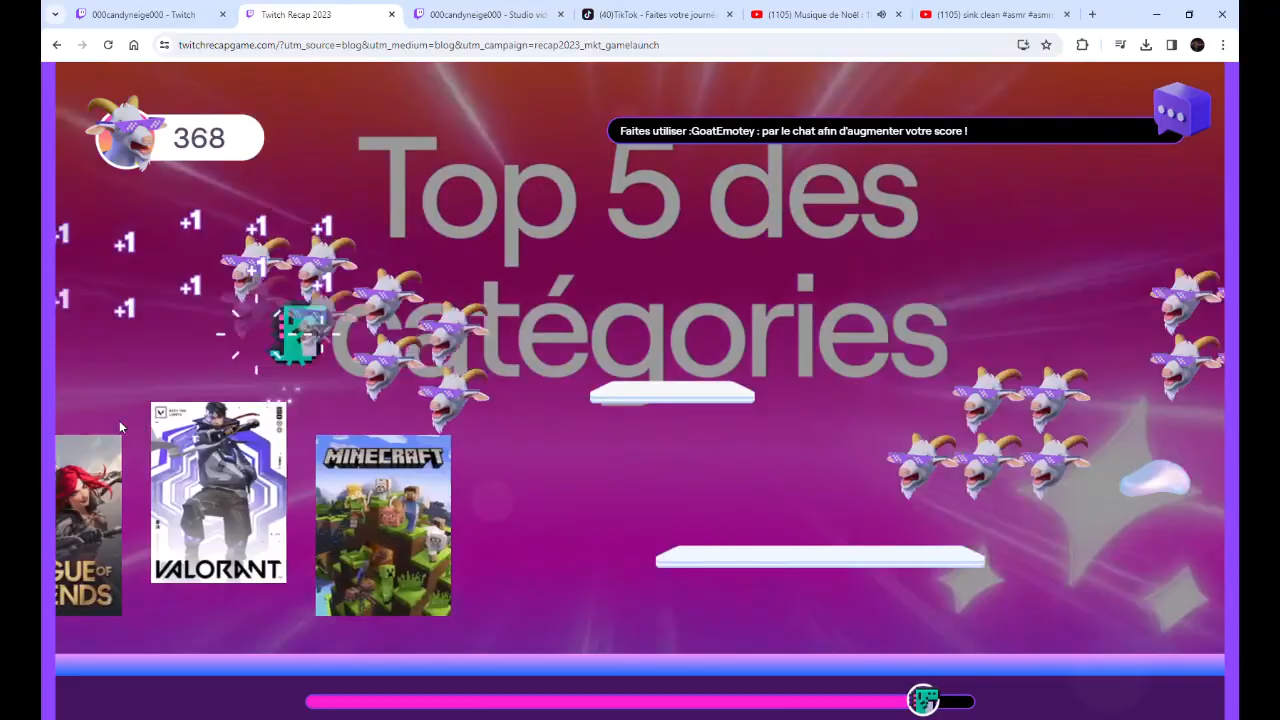 000candyneige000 - Twitch
Twitch Recap 2023
000candyneige000 - Studio vid
(40)TikTok - Faites votre journé
(1105) Musique de Noël : 1
(1105) sink clean #asmr #asmr
twitchrecapgame.com/?utm_source=blog&utm_medium=blog&utm_campaign=recap2023_mkt_gamelaunch
368
Faites utiliser :GoatEmotey : par le chat afin d'augmenter votre score !
Top 5 des
catégories
+1 +1 +1 +1 +1
+1
+1 +1 +1 +1
GUE OF
ENDS
VALORANT
MINECRAFT